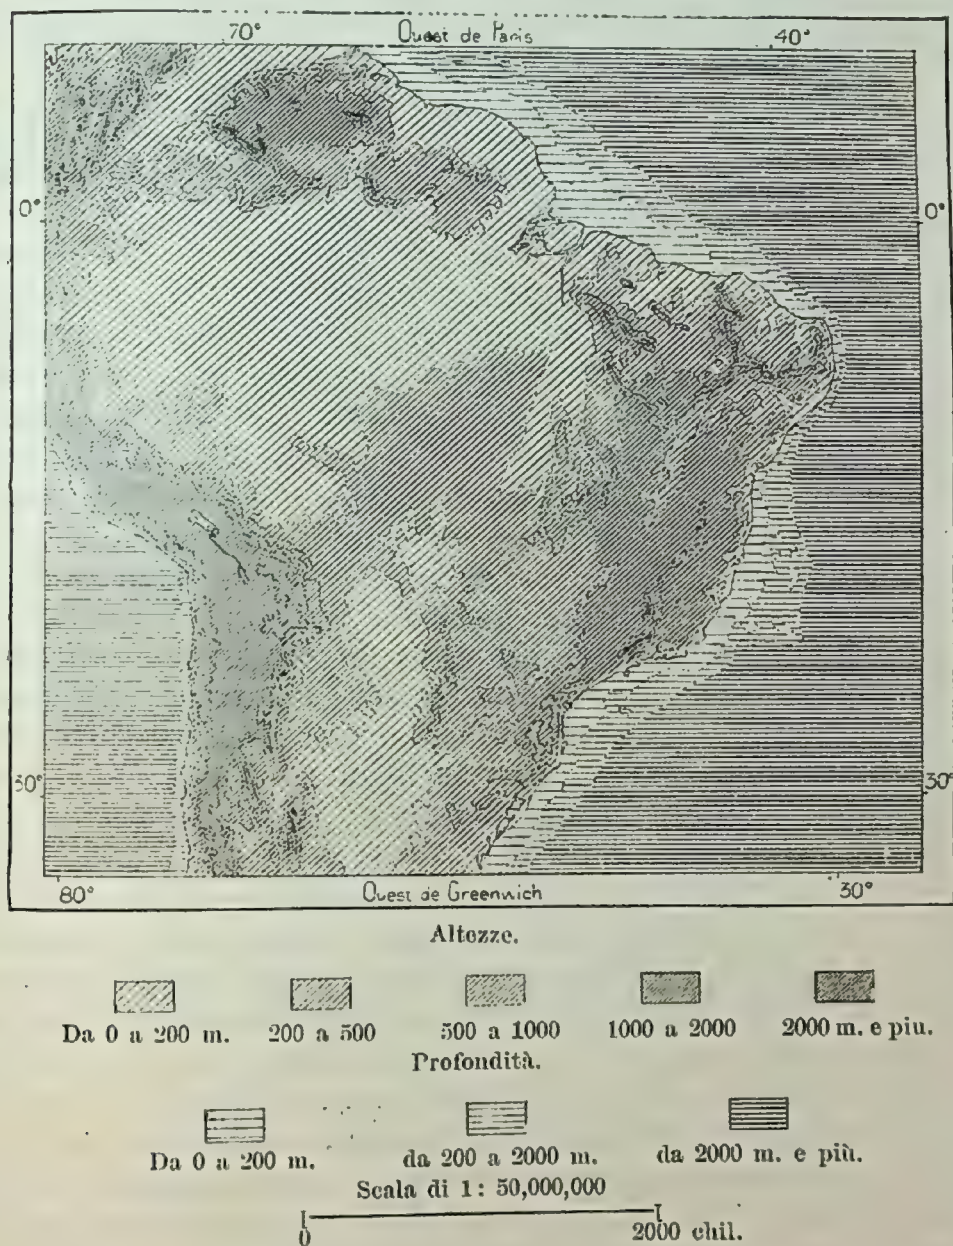 70° Ouest de Paris 40°
0° 0°
30° 30°
80° Ouest de Greenwich 30°
Altezze.
Da 0 a 200 m. 200 a 500 500 a 1000 1000 a 2000 2000 m. e piu.
Profondità.
Da 0 a 200 m. da 200 a 2000 m. da 2000 m. e più.
Scala di 1: 50,000,000
0 2000 chil.